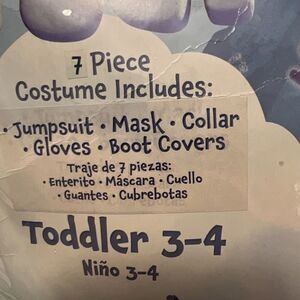 7 Piece
Costume Includes:
• Jumpsuit • Mask • Collar
• Gloves • Boot Covers
Traje de 7 piezas:
• Enterito • Máscara • Cuello
• Guantes • Cubrebotas
Toddler 3-4
Niño 3-4